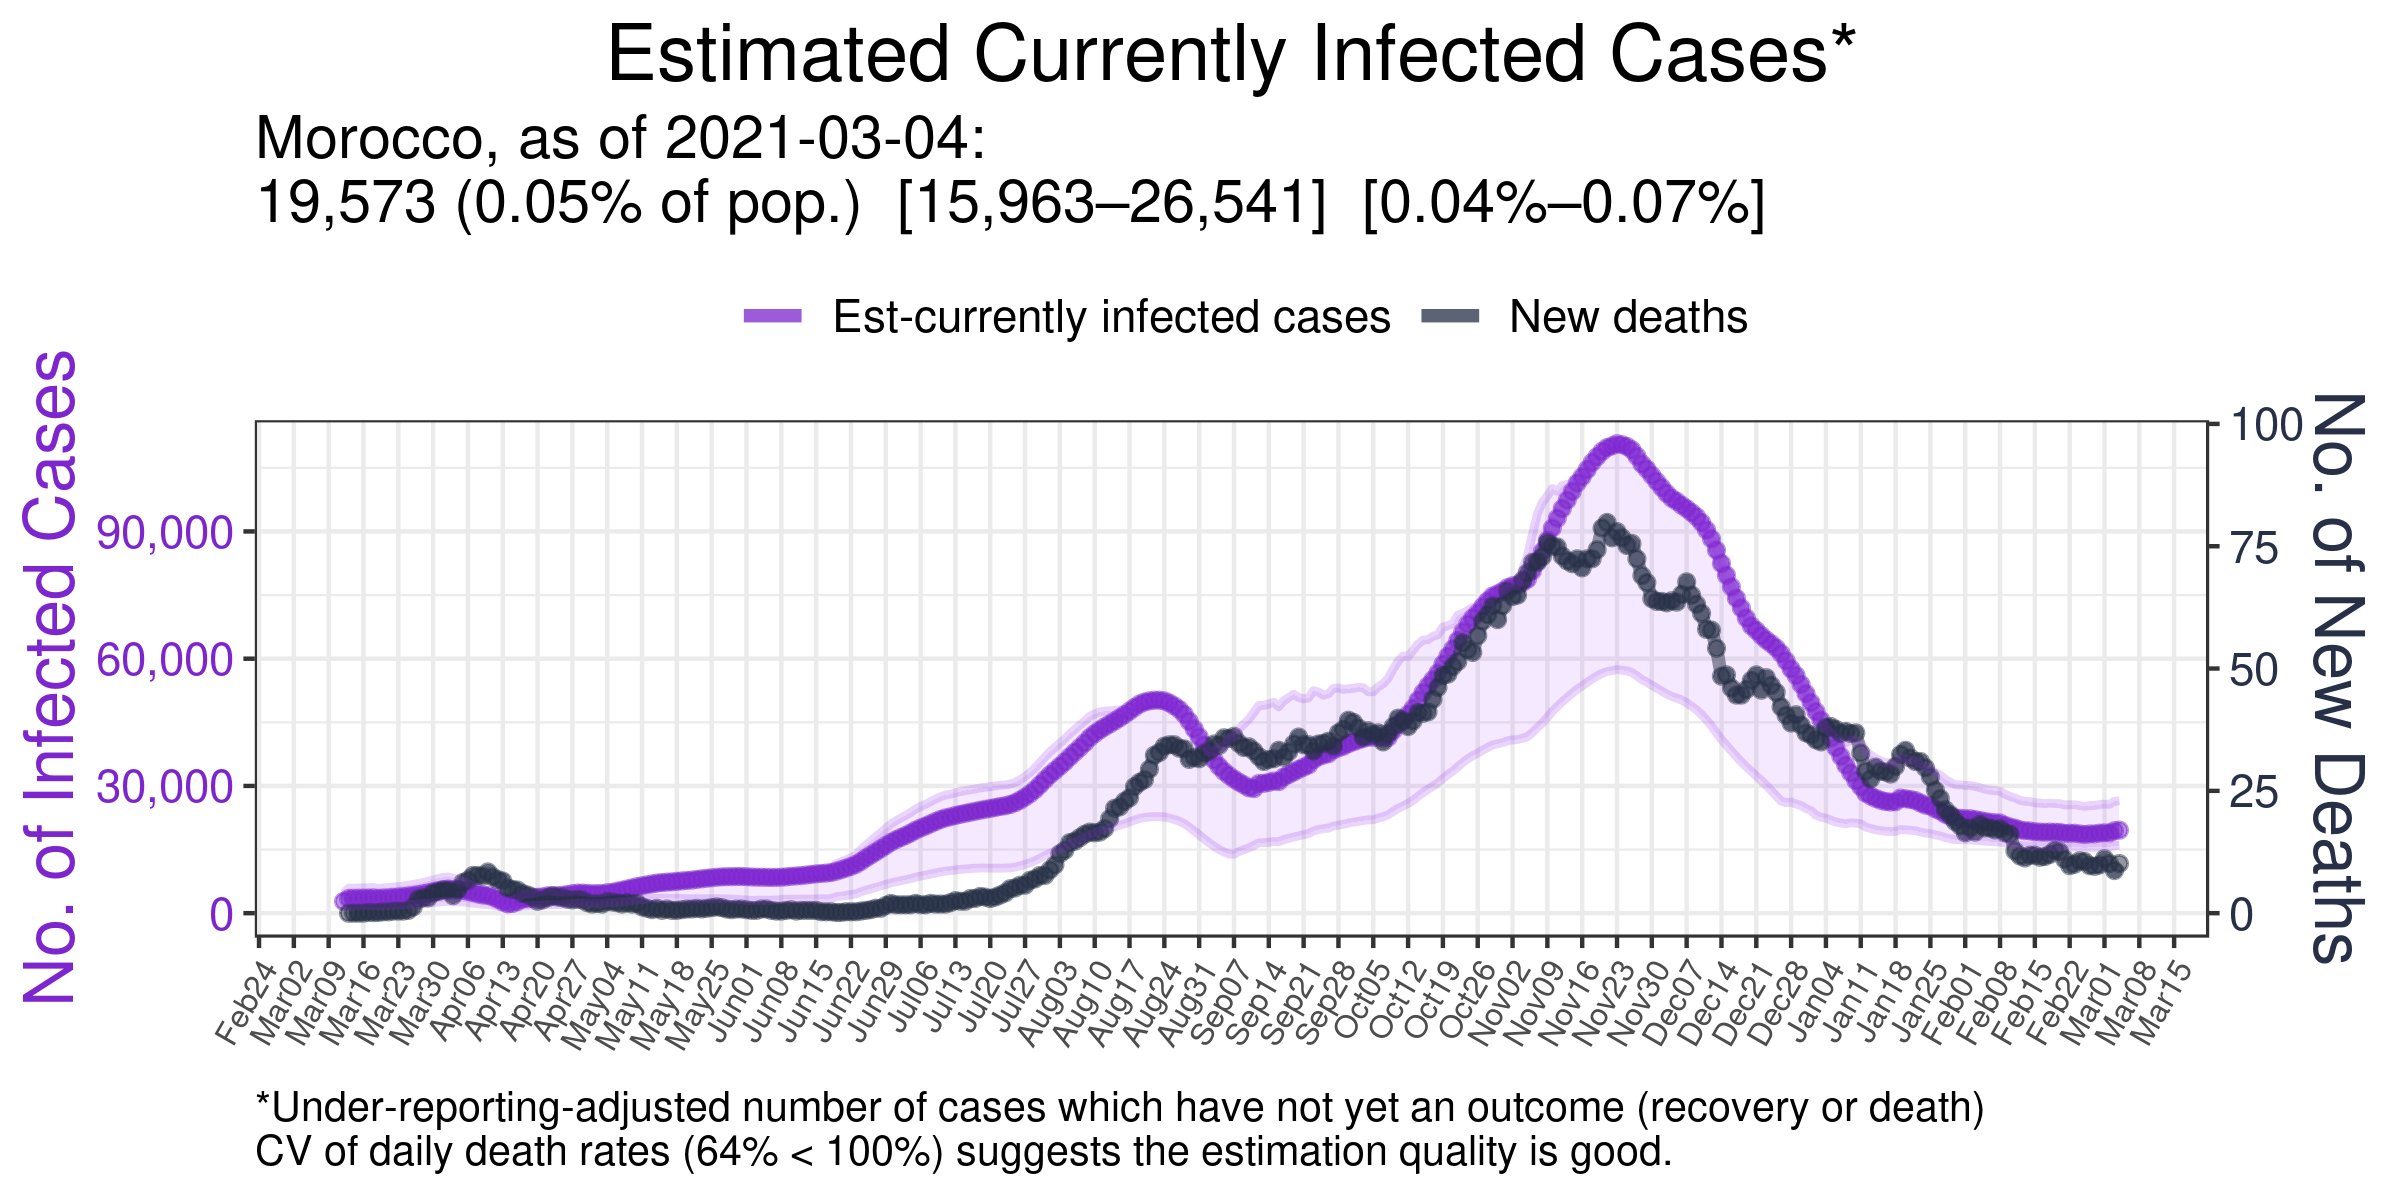 Estimated Currently Infected Cases*
Morocco, as of 2021-03-04:
19,573 (0.05% of pop.) [15,963–26,541] [0.04%–0.07%]
Est-currently infected cases
New deaths
No. of Infected Cases
90,000
60,000
30,000
0
100
75
50
25
0
No. of New Deaths
Feb24
Mar02
Mar09
Mar16
Mar23
Mar30
Apr06
Apr13
Apr20
Apr27
May04
May11
May18
May25
Jun01
Jun08
Jun15
Jun22
Jun29
Jul06
Jul13
Jul20
Jul27
Aug03
Aug10
Aug17
Aug24
Aug31
Sep07
Sep14
Sep21
Sep28
Oct05
Oct12
Oct19
Oct26
Nov02
Nov09
Nov16
Nov23
Nov30
Dec07
Dec14
Dec21
Dec28
Jan04
Jan11
Jan18
Jan25
Feb01
Feb08
Feb15
Feb22
Mar01
Mar08
Mar15
*Under-reporting-adjusted number of cases which have not yet an outcome (recovery or death)
CV of daily death rates (64% < 100%) suggests the estimation quality is good.